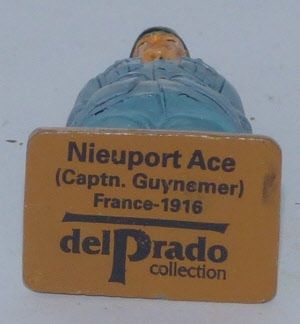 Nieuport Ace
(Captn. Guynemer)
France-1916
delPrado
collection